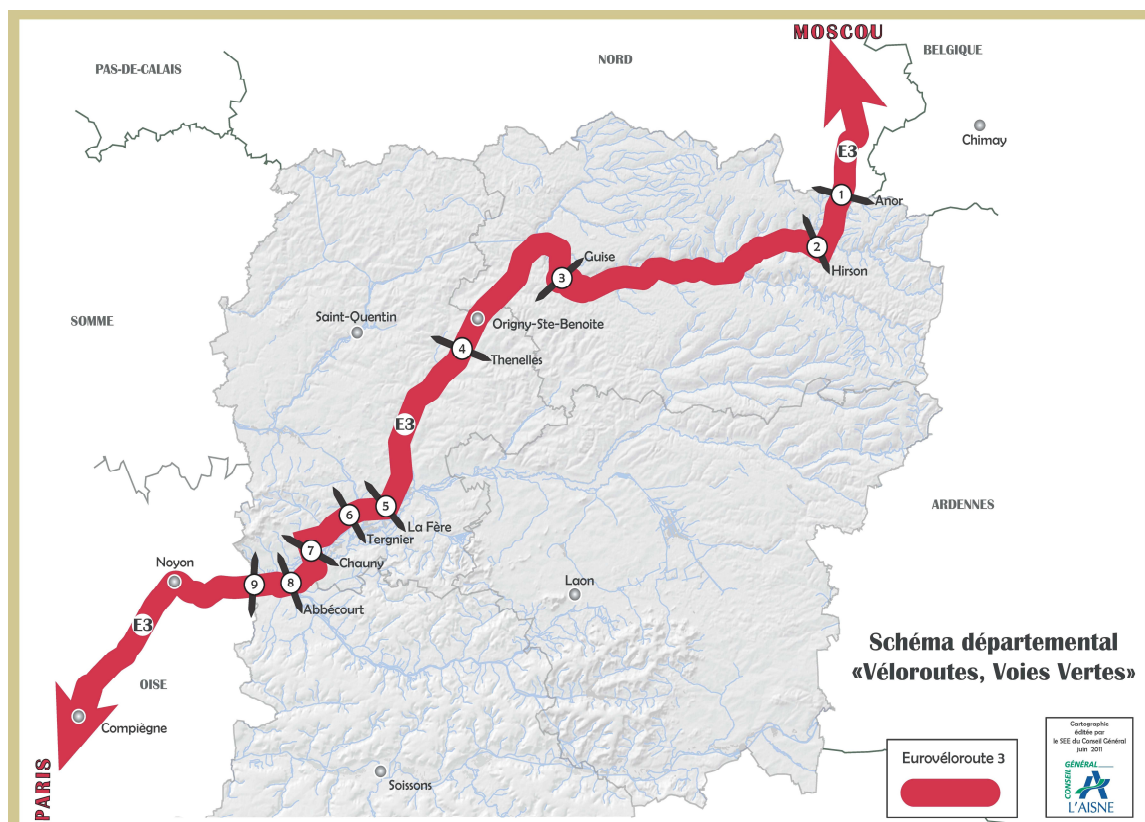 MOSCOU
BELGIQUE
NORD
PAS-DE-CALAIS
Chimay
E3
1
Anor
2
Hirson
Guise
3
SOMME
Saint-Quentin
Origny-Ste-Benoite
4
Thenelles
E3
ARDENNES
5
La Fère
6
Tergnier
7
Chauny
Noyon
9
8
Abbécourt
Laon
E3
OISE
Compiègne
PARIS
Soissons
Schéma départemental
«Véloroutes, Voies Vertes»
Eurovéloroute 3
Cartographie
éditée par
le SEE du Conseil Général
juin 2011
CONSEIL
GÉNÉRAL
L'AISNE